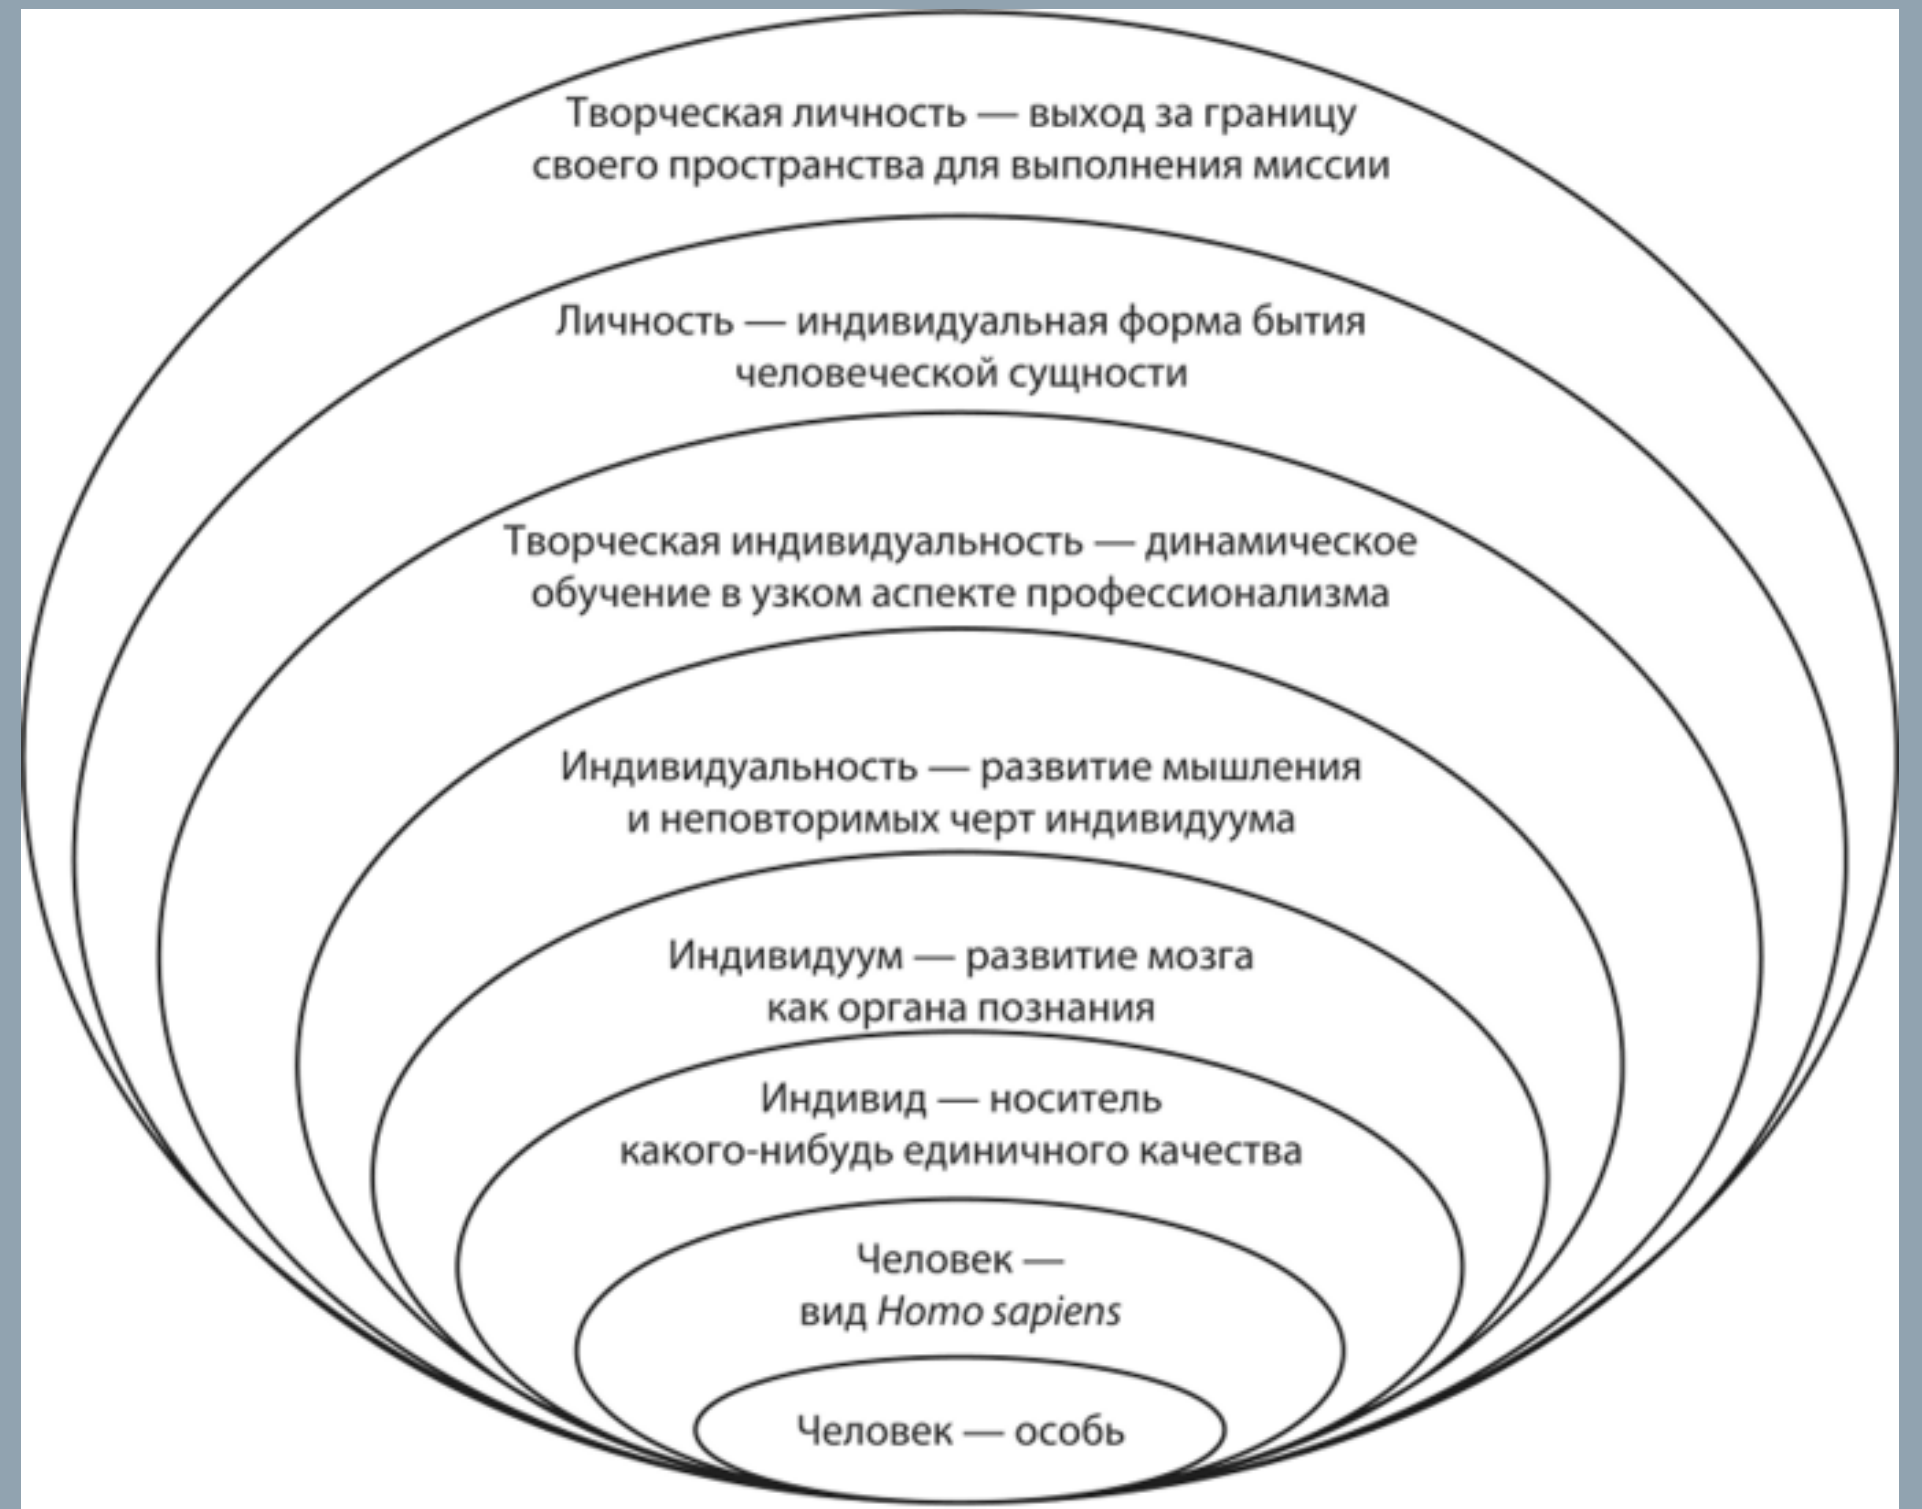 Творческая личность — выход за границу
своего пространства для выполнения миссии
Личность — индивидуальная форма бытия
человеческой сущности
Творческая индивидуальность — динамическое
обучение в узком аспекте профессионализма
Индивидуальность — развитие мышления
и неповторимых черт индивидуума
Индивидуум — развитие мозга
как органа познания
Индивид — носитель
какого-нибудь единичного качества
Человек —
вид Homo sapiens
Человек — особь